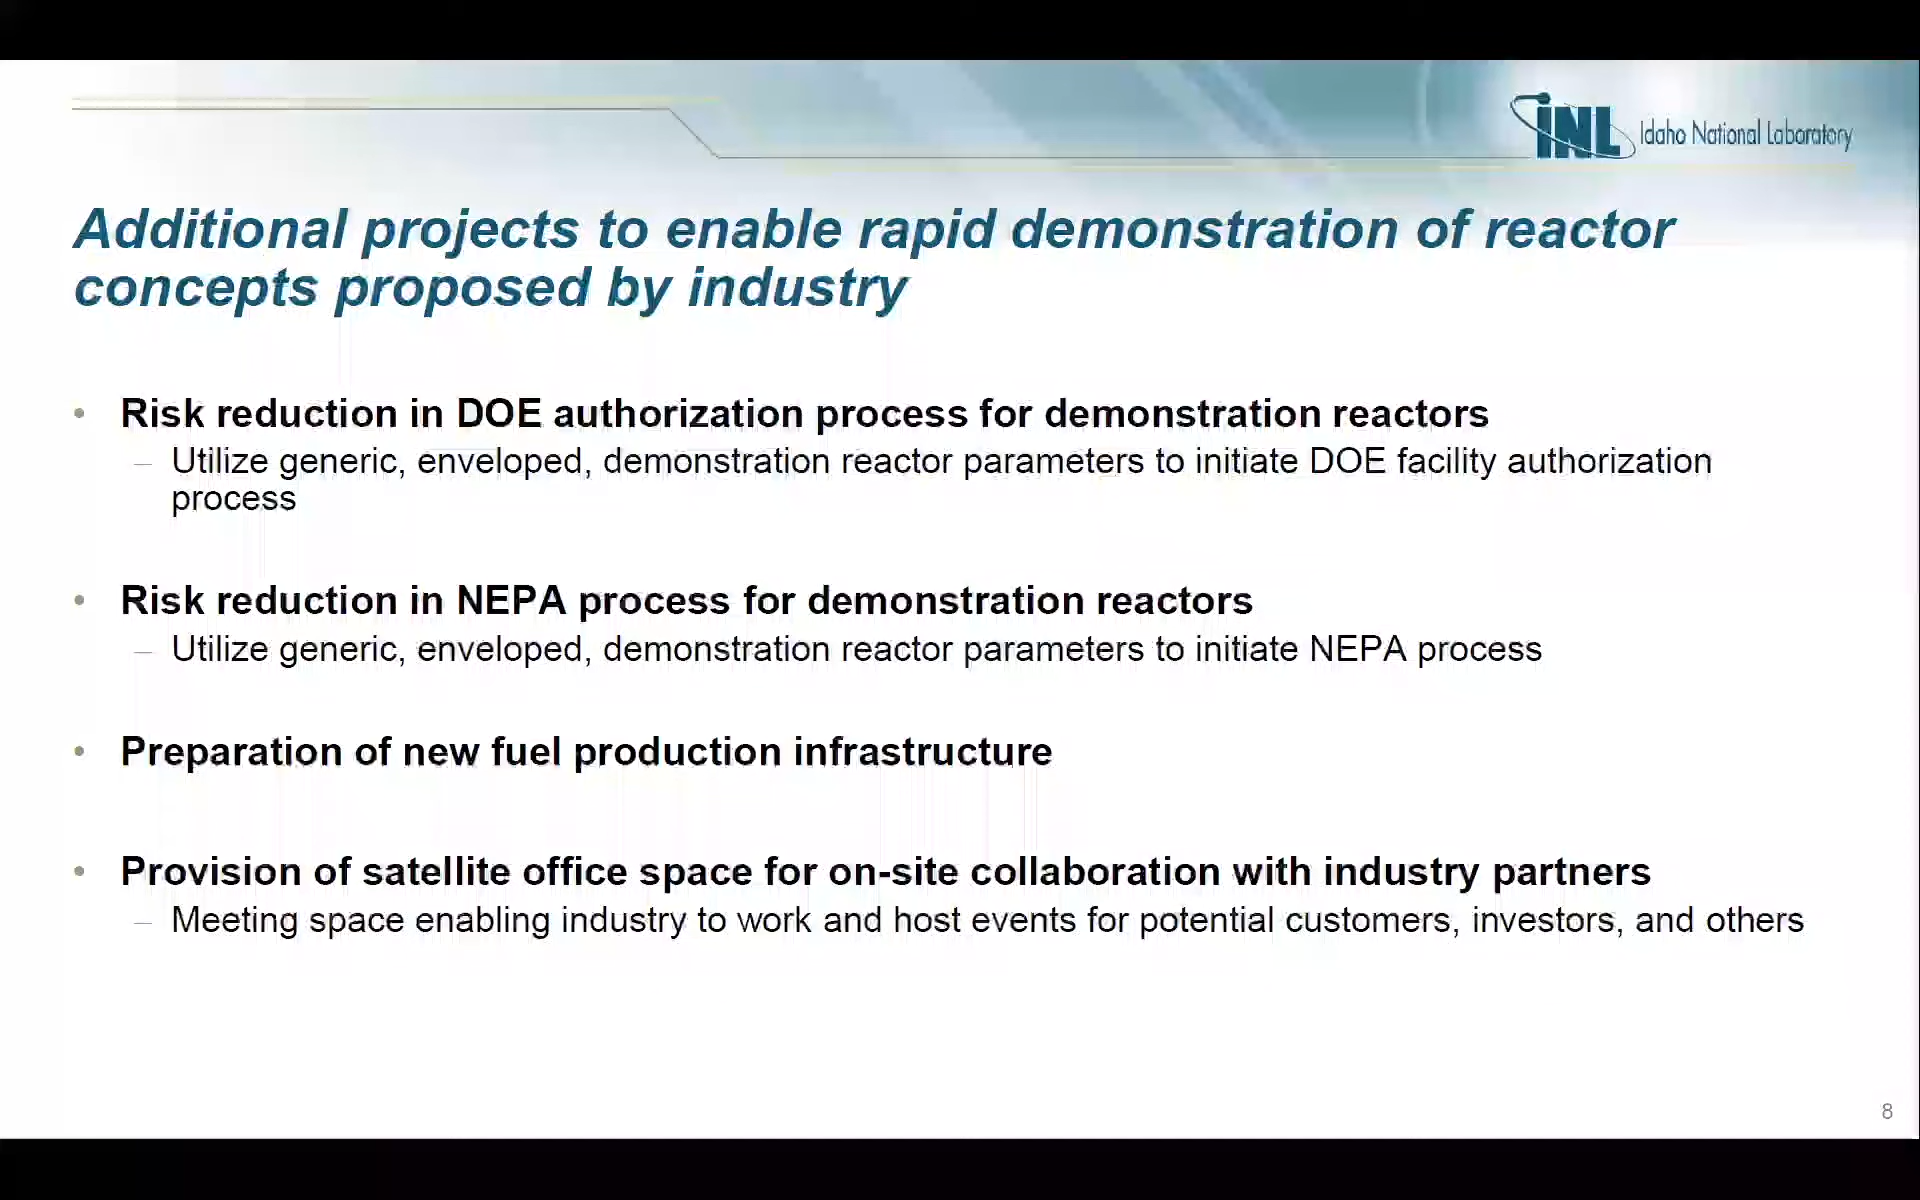 INL Idaho National Laboratory
Additional projects to enable rapid demonstration of reactor
concepts proposed by industry
• Risk reduction in DOE authorization process for demonstration reactors
– Utilize generic, enveloped, demonstration reactor parameters to initiate DOE facility authorization
process
• Risk reduction in NEPA process for demonstration reactors
– Utilize generic, enveloped, demonstration reactor parameters to initiate NEPA process
• Preparation of new fuel production infrastructure
• Provision of satellite office space for on-site collaboration with industry partners
– Meeting space enabling industry to work and host events for potential customers, investors, and others
8